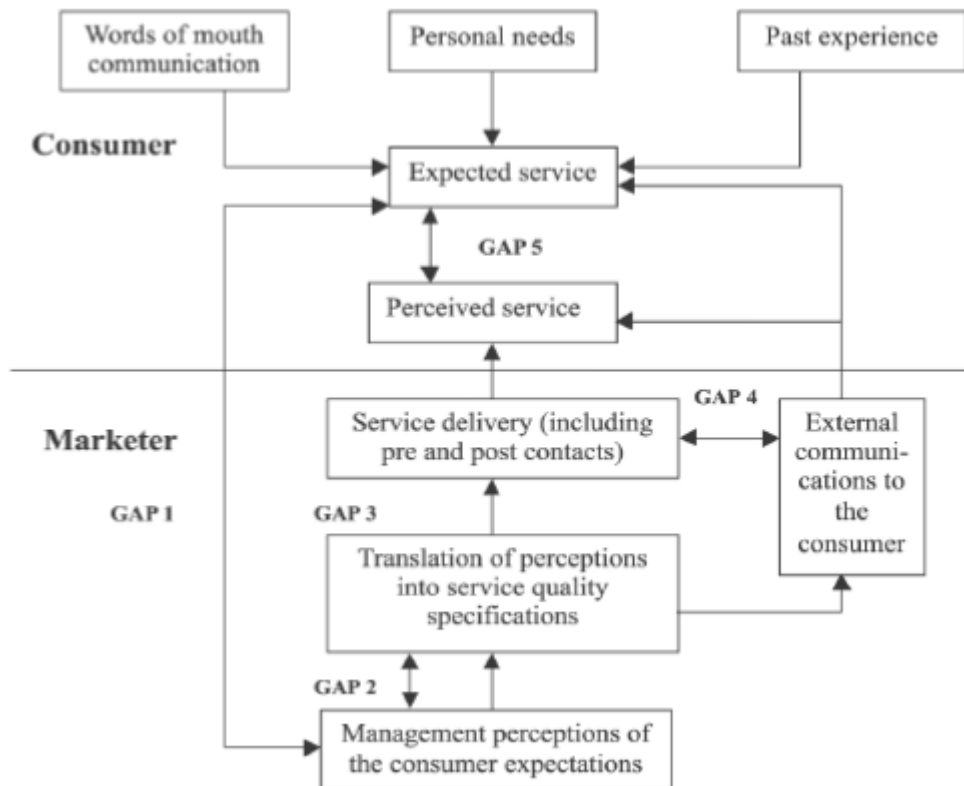 Words of mouth
communication
Personal needs
Past experience
Consumer
Expected service
GAP 5
Perceived service
GAP 4
Marketer
Service delivery (including
pre and post contacts)
External
communi-
cations to
the
consumer
GAP 1
GAP 3
Translation of perceptions
into service quality
specifications
GAP 2
Management perceptions of
the consumer expectations